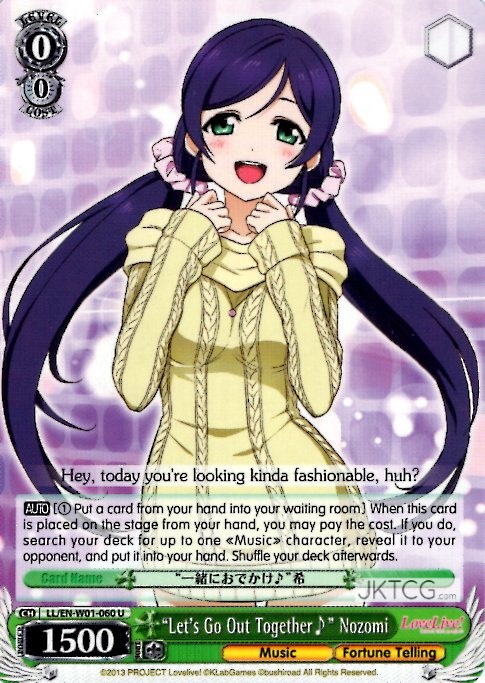 LEVEL
0
0
COST
Hey, today you're looking kinda fashionable, huh?
AUTO [① Put a card from your hand into your waiting room] When this card
is placed on the stage from your hand, you may pay the cost. If you do,
search your deck for up to one «Music» character, reveal it to your
opponent, and put it into your hand. Shuffle your deck afterwards.
Card Name
"一緒におでかけ♪"希
JKTCG.com
CH LL/EN-W01-060 U
1500
"Let's Go Out Together♪" Nozomi
LoveLive!
Music
Fortune Telling
©2013 PROJECT Lovelive! ©KLabGames ©bushiroad All Rights Reserved.